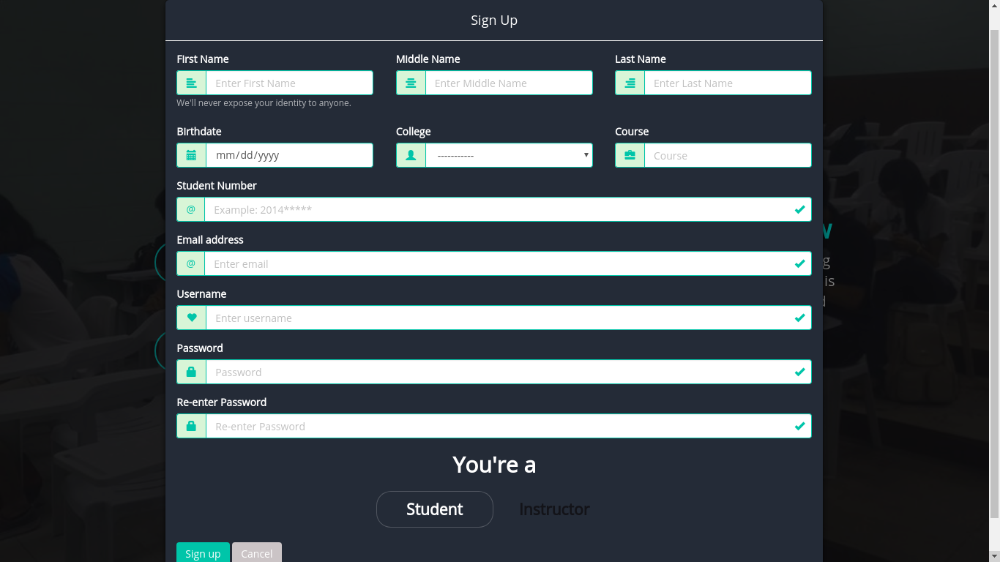 Sign Up
First Name Middle Name Last Name
Enter First Name Enter Middle Name Enter Last Name
We'll never expose your identity to anyone.
Birthdate College Course
mm/dd/yyyy ----------- Course
Student Number
@ Example: 2014*****
Email address
@ Enter email
Username
Enter username
Password
Password
Re-enter Password
Re-enter Password
You're a
Student Instructor
Sign up Cancel